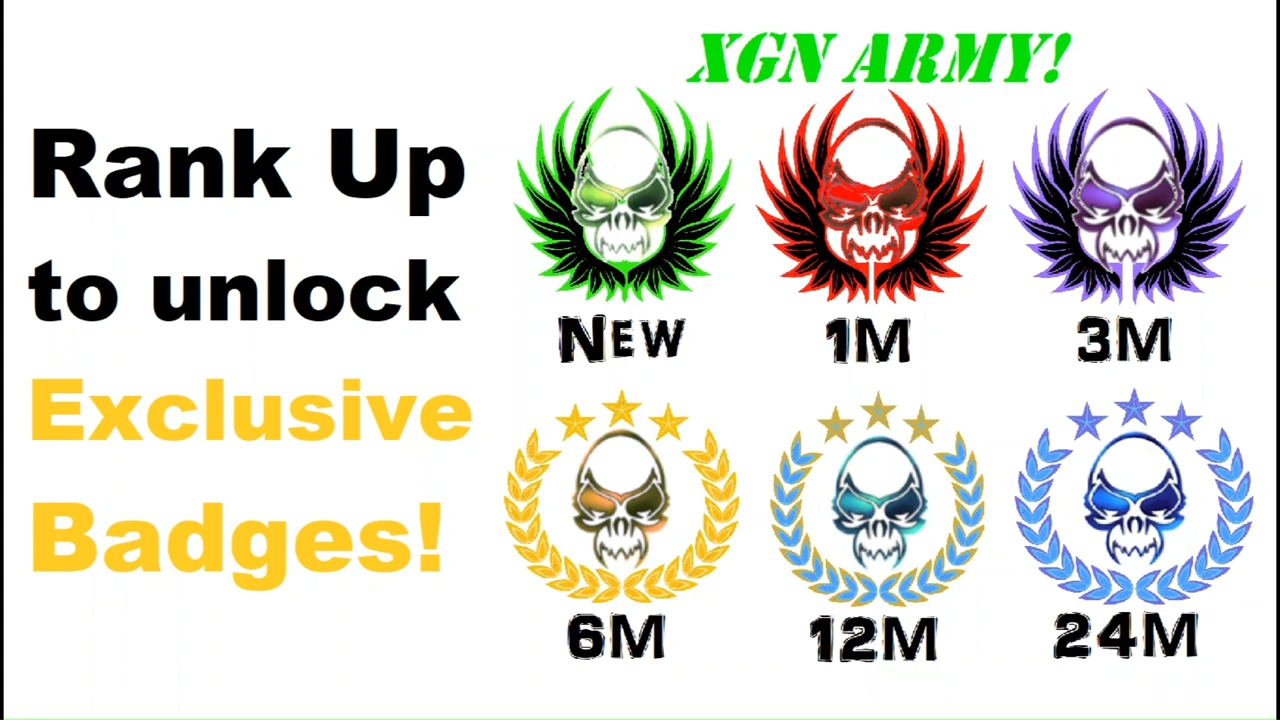 Rank Up
to unlock
Exclusive
Badges!
XGN ARMY!
New
1M
3M
6M
12M
24M